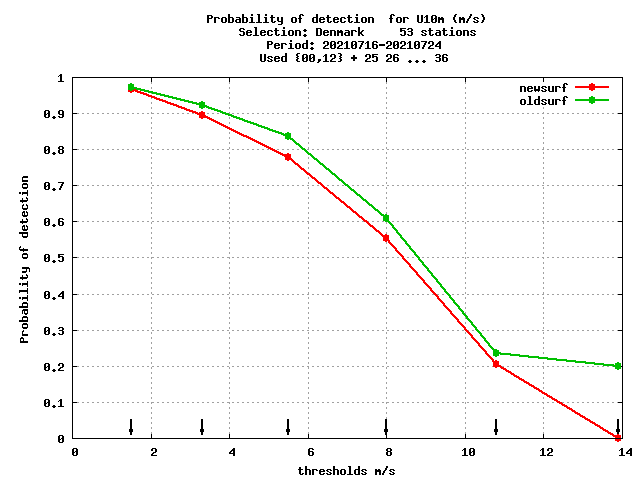 Probability of detection  for U10m (m/s)
Selection: Denmark     53 stations
Period: 20210716-20210724
Used {00,12} + 25 26 ... 36
newsurf
oldsurf
Probability of detection
1
0.9
0.8
0.7
0.6
0.5
0.4
0.3
0.2
0.1
0
0 2 4 6 8 10 12 14
thresholds m/s